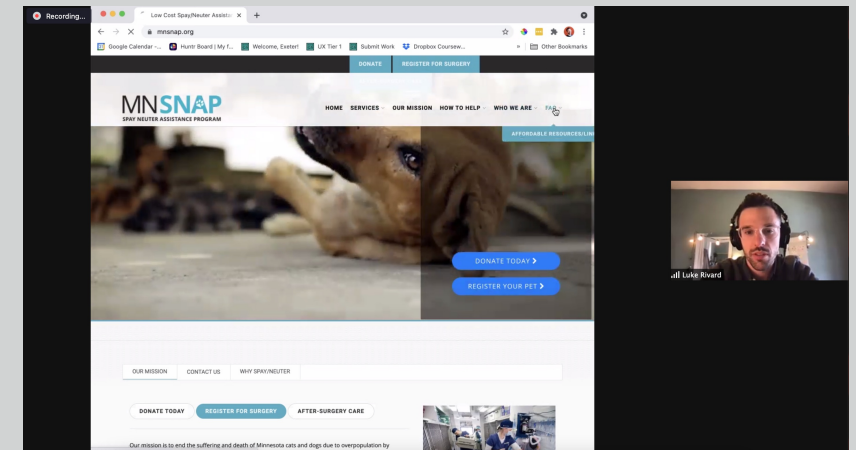 Recording...
Low Cost Spay/Neuter Assistan
mnsnap.org
Google Calendar -... Huntr Board | My f... Welcome, Exeter! UX Tier 1 Submit Work Dropbox Coursew... » Other Bookmarks
DONATE REGISTER FOR SURGERY
MNSNAP
SPAY NEUTER ASSISTANCE PROGRAM
HOME SERVICES OUR MISSION HOW TO HELP WHO WE ARE FAQ
AFFORDABLE RESOURCES/LIN
DONATE TODAY
REGISTER YOUR PET
Luke Rivard
OUR MISSION CONTACT US WHY SPAY/NEUTER
DONATE TODAY REGISTER FOR SURGERY AFTER-SURGERY CARE
Our mission is to end the suffering and death of Minnesota cats and dogs due to overpopulation by